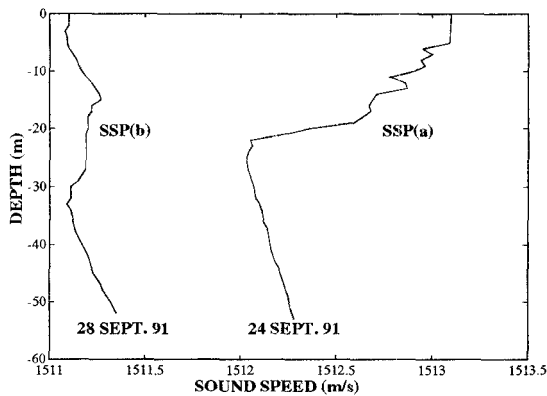 0
-10
-20
-30
-40
-50
-60
DEPTH (m)
SSP(b)
SSP(a)
28 SEPT. 91
24 SEPT. 91
1511
1511.5
1512
1512.5
1513
1513.5
SOUND SPEED (m/s)